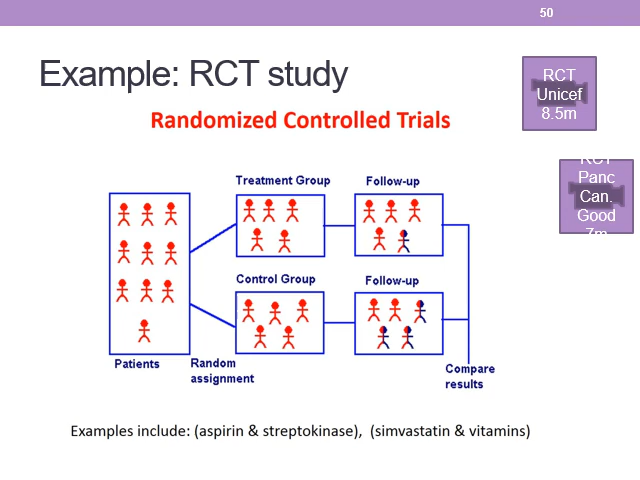 50
Example: RCT study
RCT
Unicef
8.5m
Randomized Controlled Trials
RCT
Panc
Can.
Good
7m
Treatment Group
Follow-up
Control Group
Follow-up
Patients
Random
assignment
Compare
results
Examples include: (aspirin & streptokinase), (simvastatin & vitamins)